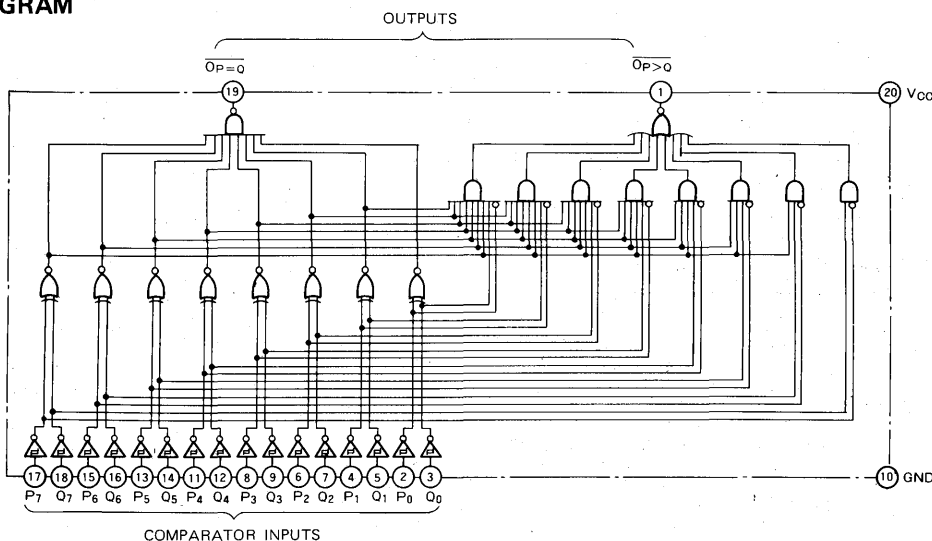 GRAM
OUTPUTS
OP=Q OP>Q
19 1 20 VCC
17 18 15 16 13 14 11 12 8 9 6 7 4 5 2 3 10 GND
P7 Q7 P6 Q6 P5 Q5 P4 Q4 P3 Q3 P2 Q2 P1 Q1 P0 Q0
COMPARATOR INPUTS